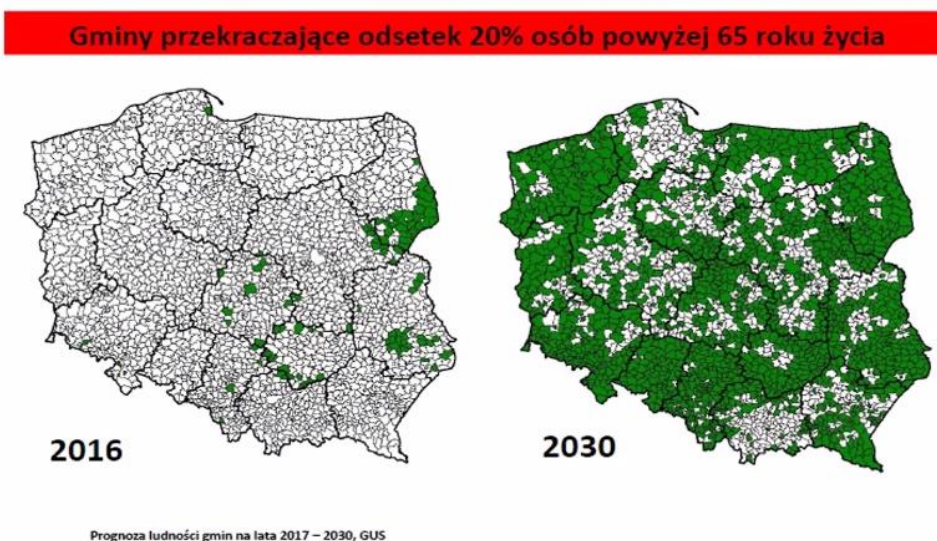 Gminy przekraczające odsetek 20% osób powyżej 65 roku życia
2016
2030
Prognoza ludności gmin na lata 2017 – 2030, GUS